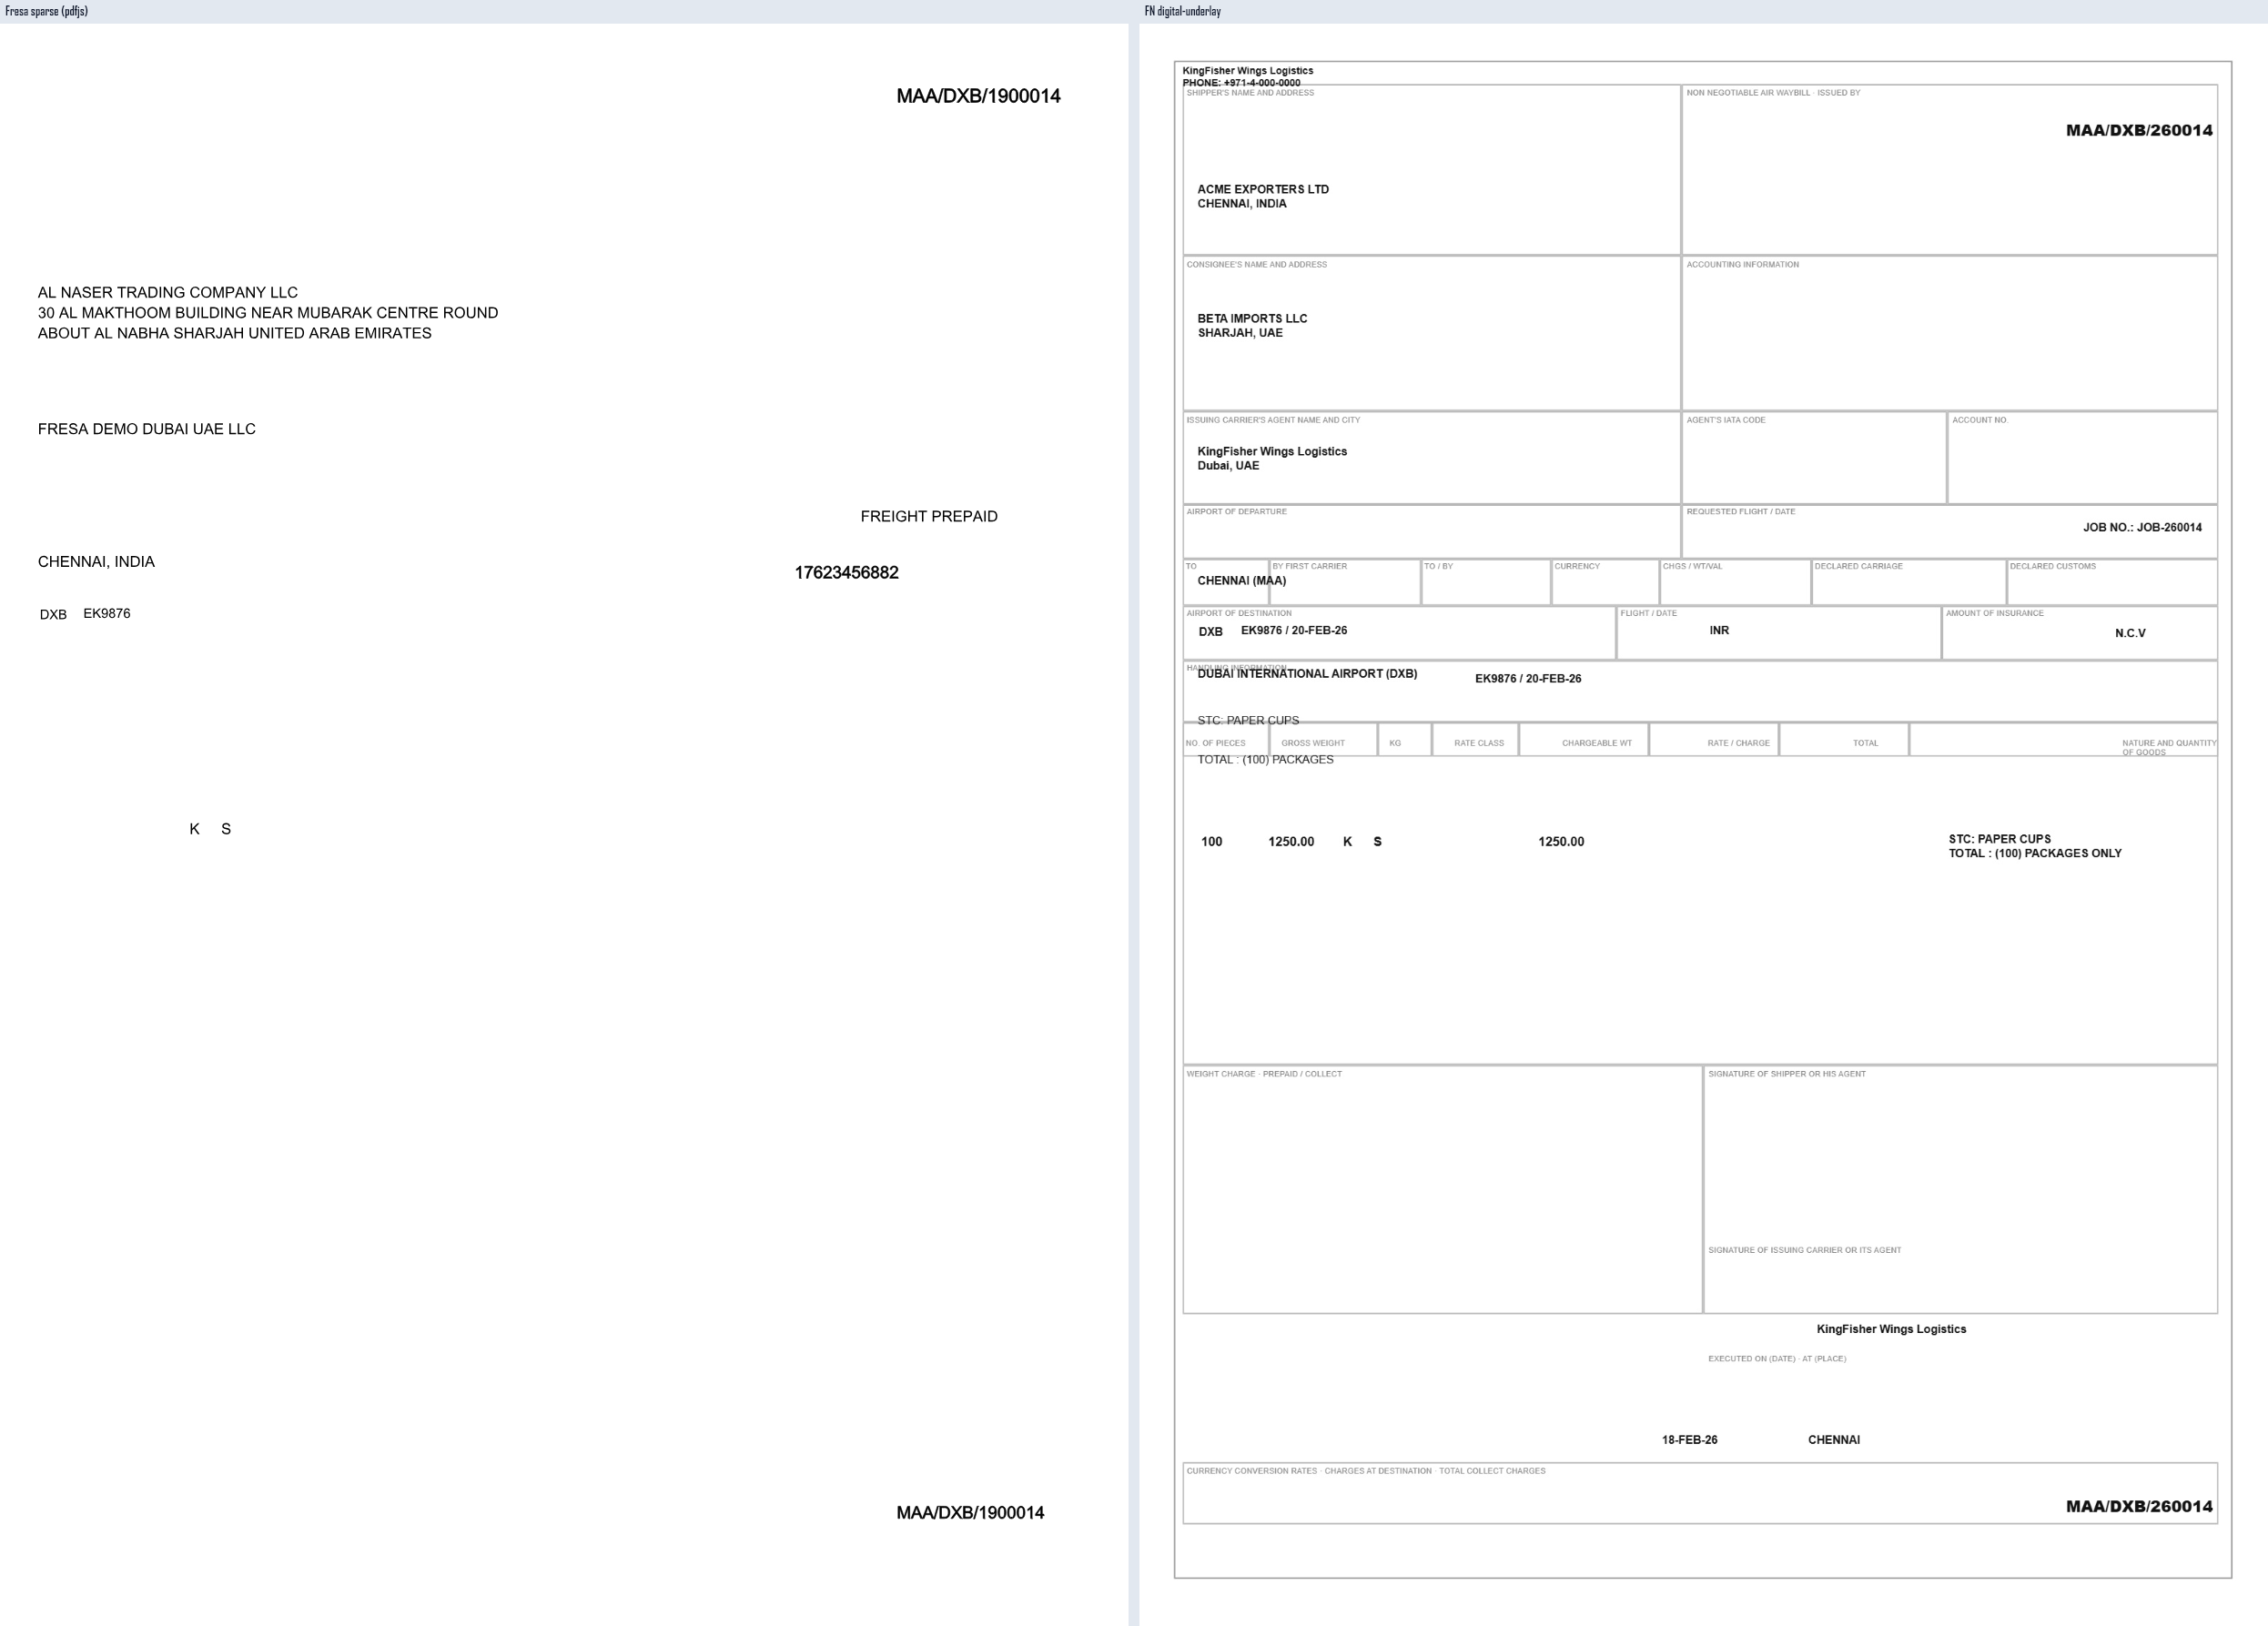 Fresa sparse (pdfjs)
MAA/DXB/1900014
AL NASER TRADING COMPANY LLC
30 AL MAKTHOOM BUILDING NEAR MUBARAK CENTRE ROUND
ABOUT AL NABHA SHARJAH UNITED ARAB EMIRATES
FRESA DEMO DUBAI UAE LLC
FREIGHT PREPAID
CHENNAI, INDIA
17623456882
DXB EK9876
K S
MAA/DXB/1900014
FN digital-underlay
KingFisher Wings Logistics
PHONE: +971-4-000-0000
SHIPPER'S NAME AND ADDRESS
NON NEGOTIABLE AIR WAYBILL · ISSUED BY
MAA/DXB/260014
ACME EXPORTERS LTD
CHENNAI, INDIA
CONSIGNEE'S NAME AND ADDRESS
ACCOUNTING INFORMATION
BETA IMPORTS LLC
SHARJAH, UAE
ISSUING CARRIER'S AGENT NAME AND CITY
AGENT'S IATA CODE
ACCOUNT NO.
KingFisher Wings Logistics
Dubai, UAE
AIRPORT OF DEPARTURE
REQUESTED FLIGHT / DATE
JOB NO.: JOB-260014
TO
BY FIRST CARRIER
TO / BY
CURRENCY
CHGS / WT/VAL
DECLARED CARRIAGE
DECLARED CUSTOMS
CHENNAI (MAA)
AIRPORT OF DESTINATION
FLIGHT / DATE
AMOUNT OF INSURANCE
DXB EK9876 / 20-FEB-26
INR
N.C.V
HANDLING INFORMATION
DUBAI INTERNATIONAL AIRPORT (DXB)
EK9876 / 20-FEB-26
STC: PAPER CUPS
NO. OF PIECES
GROSS WEIGHT
KG
RATE CLASS
CHARGEABLE WT
RATE / CHARGE
TOTAL
NATURE AND QUANTITY
OF GOODS
TOTAL : (100) PACKAGES
100 1250.00 K S 1250.00
STC: PAPER CUPS
TOTAL : (100) PACKAGES ONLY
WEIGHT CHARGE · PREPAID / COLLECT
SIGNATURE OF SHIPPER OR HIS AGENT
SIGNATURE OF ISSUING CARRIER OR ITS AGENT
KingFisher Wings Logistics
EXECUTED ON (DATE) · AT (PLACE)
18-FEB-26 CHENNAI
CURRENCY CONVERSION RATES · CHARGES AT DESTINATION · TOTAL COLLECT CHARGES
MAA/DXB/260014